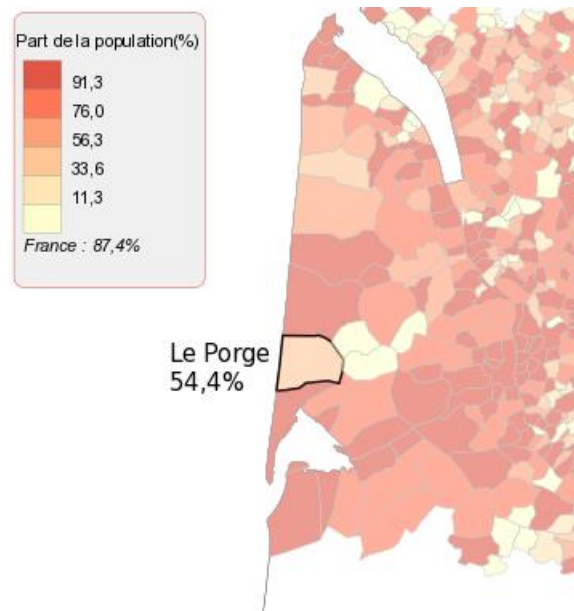 Part de la population(%)
91,3
76,0
56,3
33,6
11,3
France : 87,4%
Le Porge
54,4%